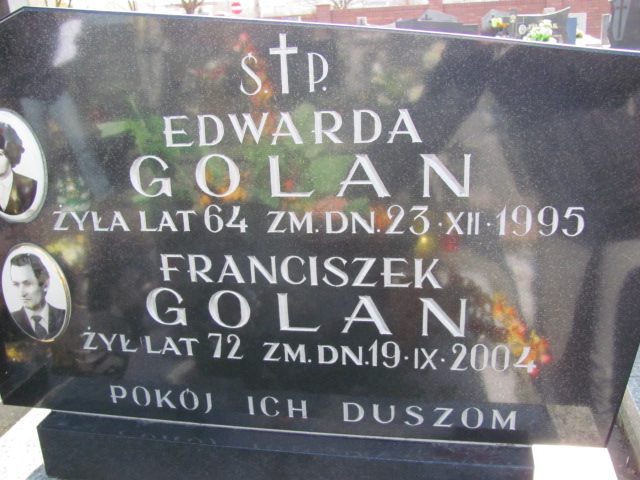 Ś✝P.
EDWARDA
GOLAN
ŻYŁA LAT 64 ZM. DN. 23·XII·1995
FRANCISZEK
GOLAN
ŻYŁ LAT 72 ZM. DN. 19·IX·2004
POKÓJ ICH DUSZOM